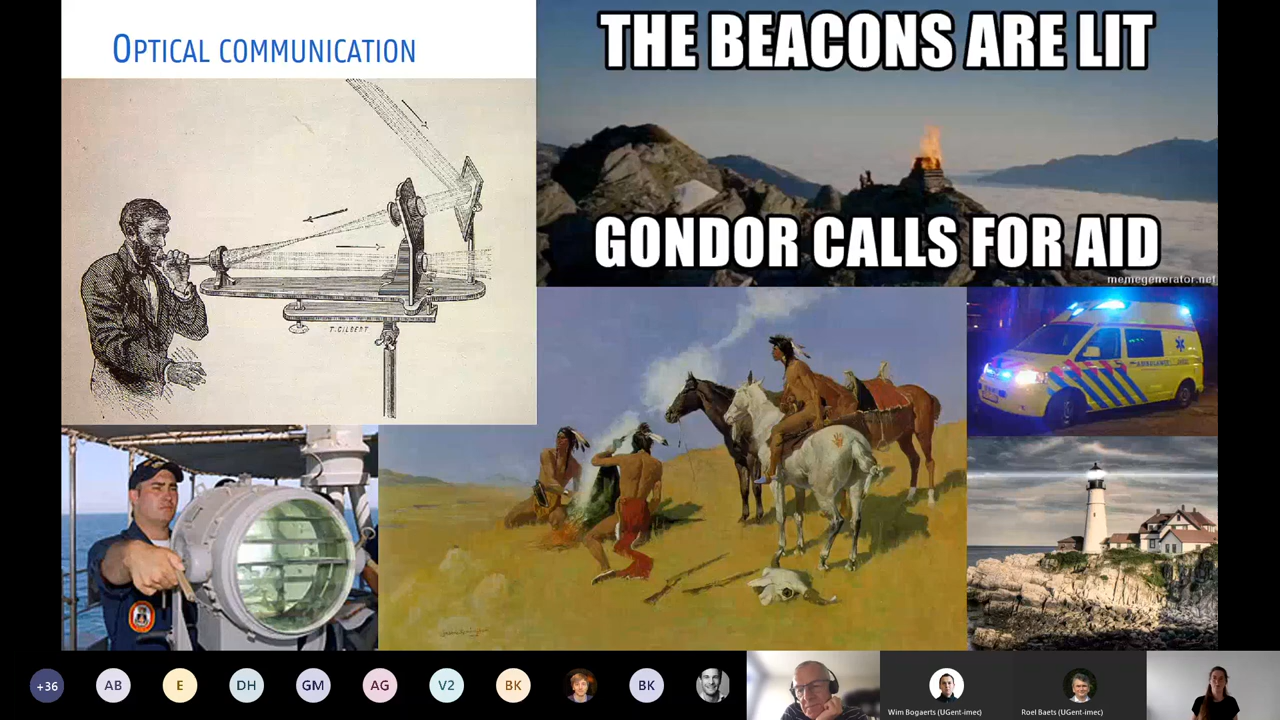 OPTICAL COMMUNICATION
THE BEACONS ARE LIT
GONDOR CALLS FOR AID
memegenerator.net
T. GILBERT
AMBULANCE
+36
AB
E
DH
GM
AG
V2
BK
BK
Wim Bogaerts (UGent-imec)
Roel Baets (UGent-imec)